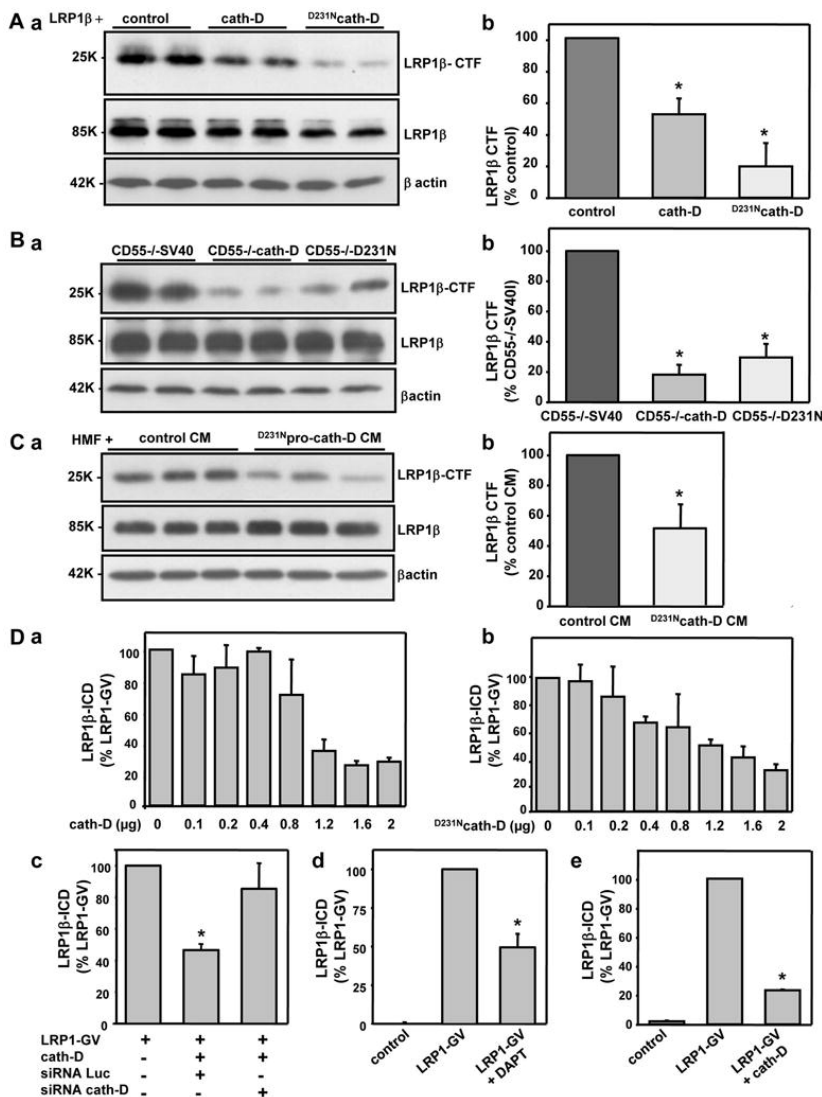 A a LRP1β + control cath-D D231Ncath-D
25K
LRP1β- CTF
85K
LRP1β
42K
β actin
b
LRP1β CTF
(% control)
100
80
60
40
20
0
*
*
control cath-D D231Ncath-D
B a
CD55-/-SV40 CD55-/-cath-D CD55-/-D231N
25K
LRP1β-CTF
85K
LRP1β
42K
βactin
b
LRP1β CTF
(% CD55-/-SV40I)
100
80
60
40
20
0
*
*
CD55-/-SV40 CD55-/-cath-D CD55-/-D231N
C a
HMF + control CM D231Npro-cath-D CM
25K
LRP1β-CTF
85K
LRP1β
42K
βactin
b
LRP1β CTF
(% control CM)
100
80
60
40
20
0
*
control CM D231Ncath-D CM
D a
LRP1β-ICD
(% LRP1-GV)
100
80
60
40
20
0
cath-D (µg) 0 0.1 0.2 0.4 0.8 1.2 1.6 2
b
LRP1β-ICD
(% LRP1-GV)
100
80
60
40
20
0
D231Ncath-D (µg) 0 0.1 0.2 0.4 0.8 1.2 1.6 2
c
LRP1β-ICD
(% LRP1-GV)
100
80
60
40
20
0
*
LRP1-GV + + +
cath-D - + +
siRNA Luc - + -
siRNA cath-D - - +
d
LRP1β-ICD
(% LRP1-GV)
100
50
0
*
control
LRP1-GV
LRP1-GV
+ DAPT
e
LRP1β-ICD
(% LRP1-GV)
100
80
60
40
20
0
*
control
LRP1-GV
LRP1-GV
+ cath-D